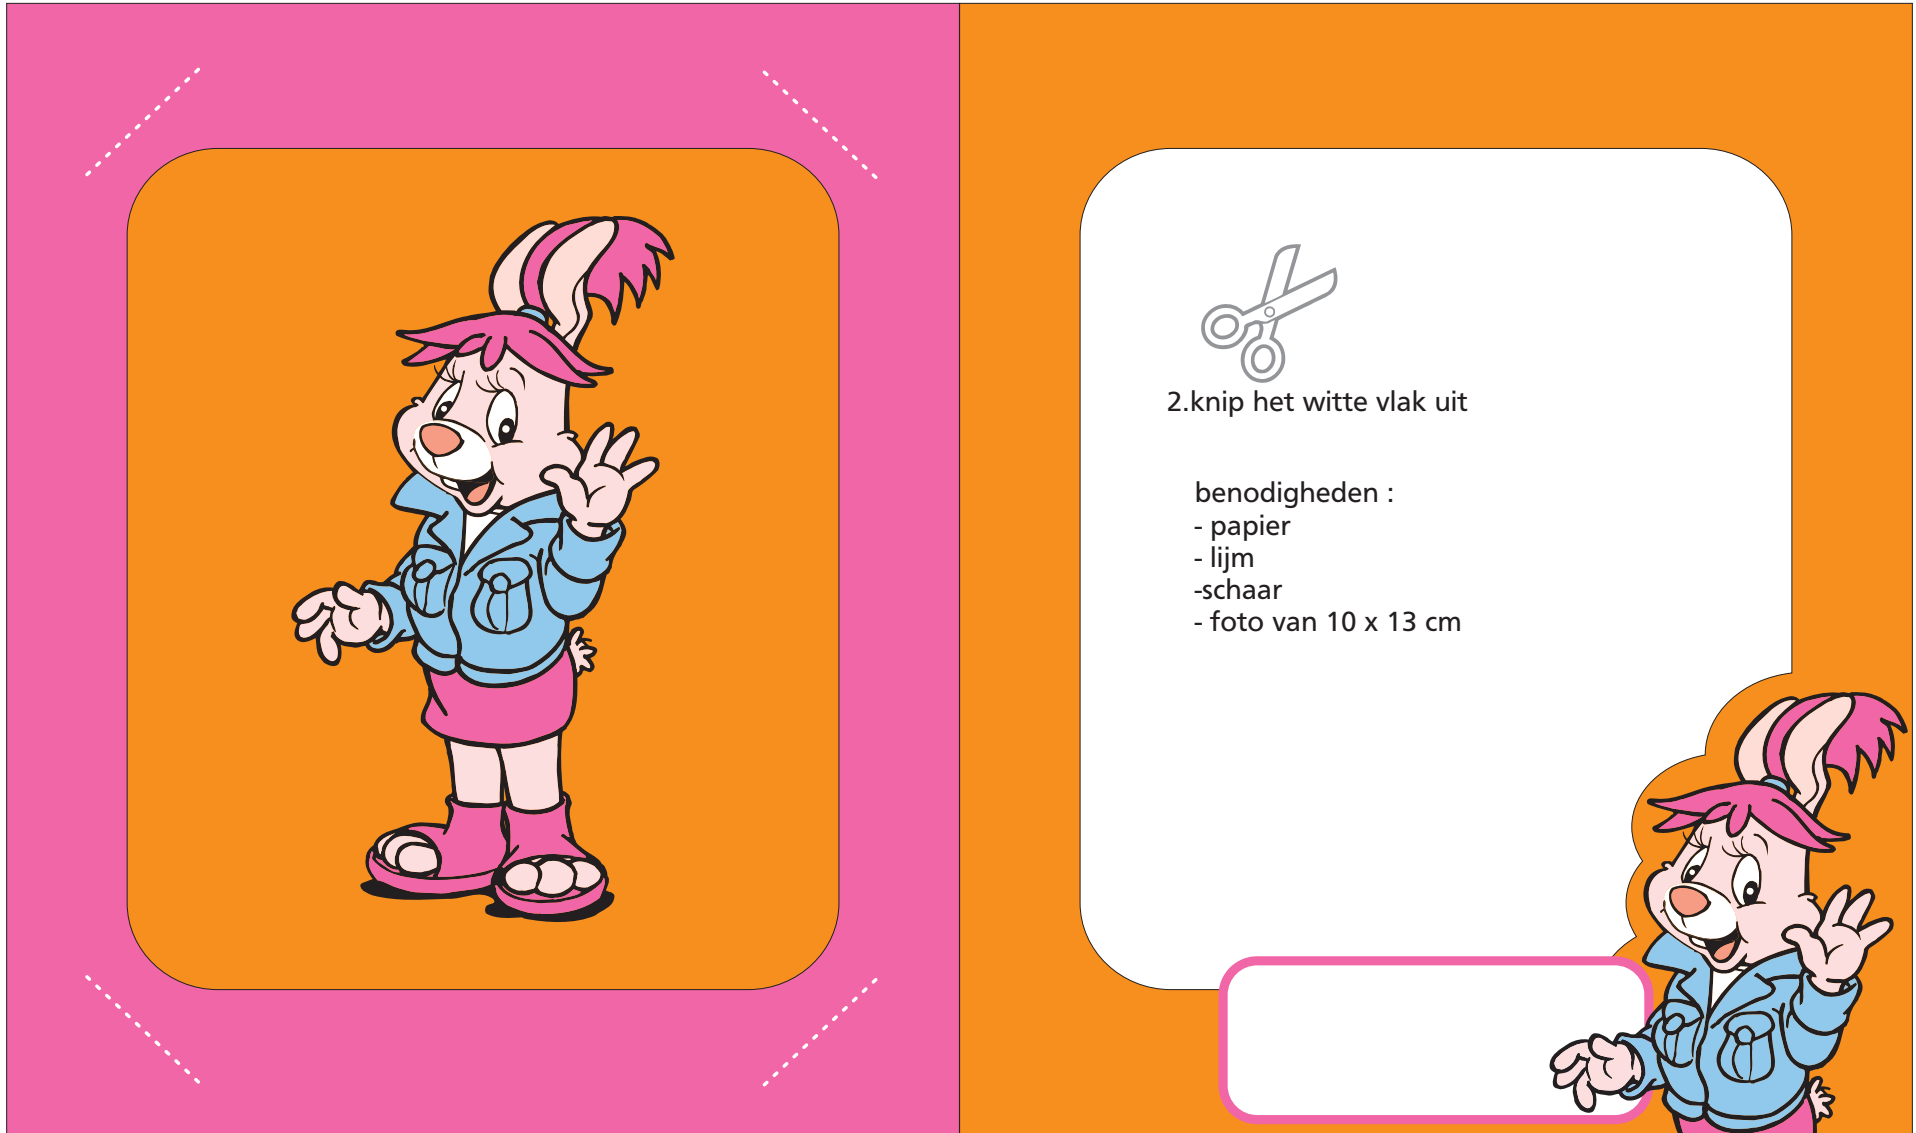 2.knip het witte vlak uit
benodigheden :
- papier
- lijm
-schaar
- foto van 10 x 13 cm